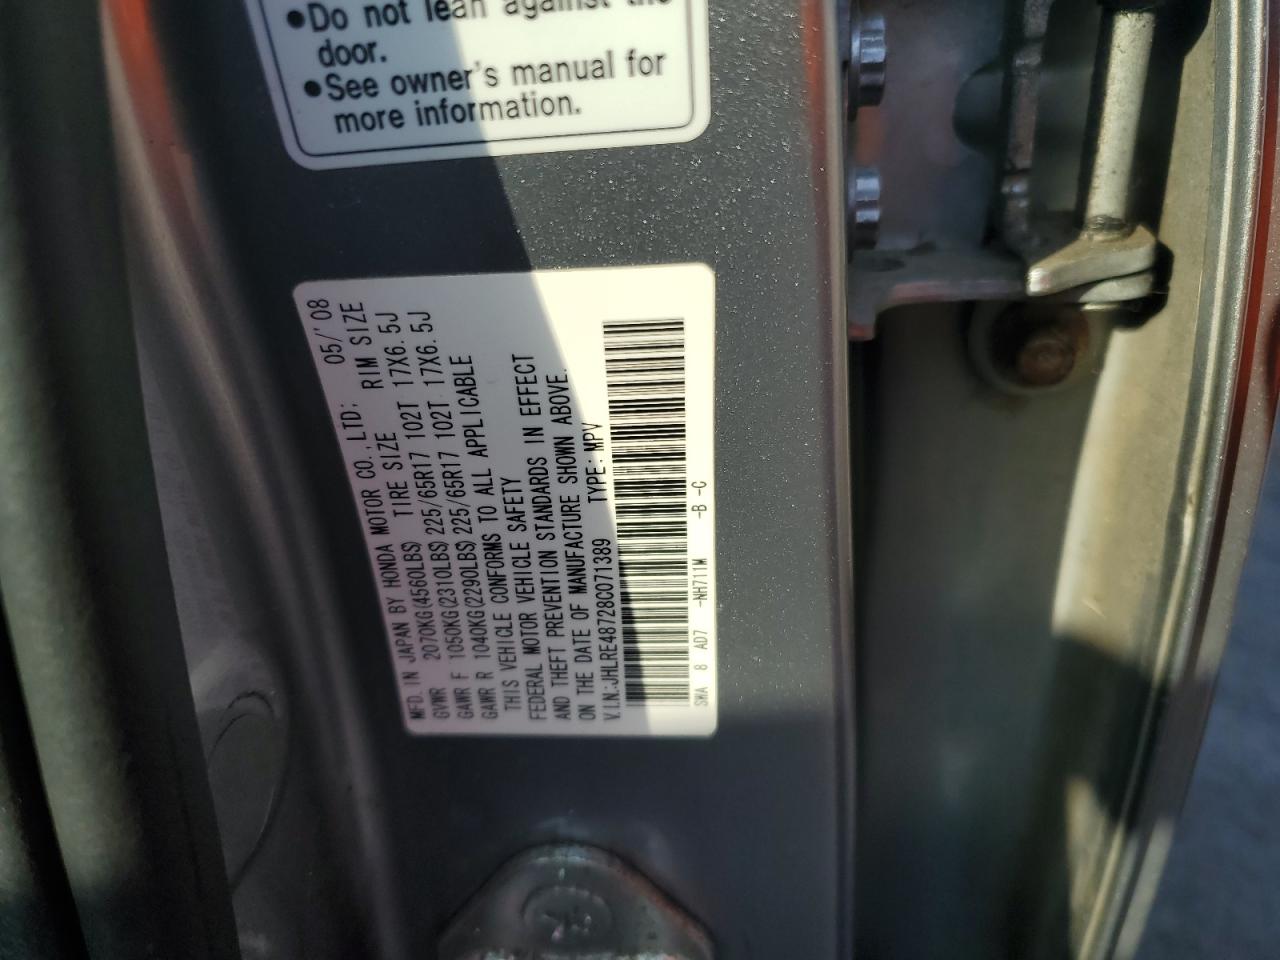 ●Do not lean against the
door.
●See owner's manual for
more information.
MFD. IN JAPAN BY HONDA MOTOR CO., LTD; 05/'08
TIRE SIZE RIM SIZE
GVWR 2070KG(4560LBS)
GAWR F 1050KG(2310LBS) 225/65R17 102T 17X6.5J
GAWR R 1040KG(2290LBS) 225/65R17 102T 17X6.5J
THIS VEHICLE CONFORMS TO ALL APPLICABLE
FEDERAL MOTOR VEHICLE SAFETY
AND THEFT PREVENTION STANDARDS IN EFFECT
ON THE DATE OF MANUFACTURE SHOWN ABOVE.
V.I.N:JHLRE48728C071389 TYPE:MPV
SWA 8 AD7 -NH711M -B -C